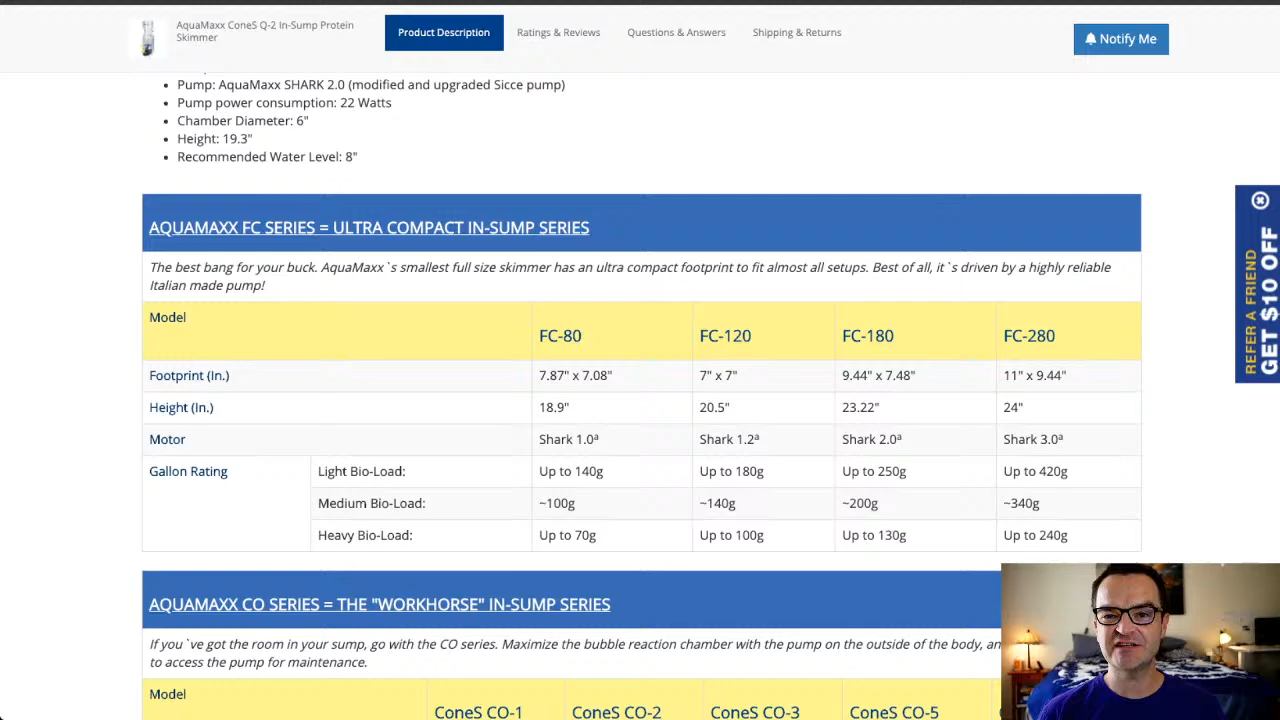 AquaMaxx ConeS Q-2 In-Sump Protein
Skimmer
Product Description
Ratings & Reviews
Questions & Answers
Shipping & Returns
Notify Me
Pump: AquaMaxx SHARK 2.0 (modified and upgraded Sicce pump)
Pump power consumption: 22 Watts
Chamber Diameter: 6"
Height: 19.3"
Recommended Water Level: 8"
REFER A FRIEND
GET $10 OFF
AQUAMAXX FC SERIES = ULTRA COMPACT IN-SUMP SERIES
The best bang for your buck. AquaMaxx `s smallest full size skimmer has an ultra compact footprint to fit almost all setups. Best of all, it `s driven by a highly reliable
Italian made pump!
Model FC-80 FC-120 FC-180 FC-280
Footprint (In.) 7.87" x 7.08" 7" x 7" 9.44" x 7.48" 11" x 9.44"
Height (In.) 18.9" 20.5" 23.22" 24"
Motor Shark 1.0ª Shark 1.2ª Shark 2.0ª Shark 3.0ª
Gallon Rating Light Bio-Load: Up to 140g Up to 180g Up to 250g Up to 420g
Medium Bio-Load: ~100g ~140g ~200g ~340g
Heavy Bio-Load: Up to 70g Up to 100g Up to 130g Up to 240g
AQUAMAXX CO SERIES = THE "WORKHORSE" IN-SUMP SERIES
If you `ve got the room in your sump, go with the CO series. Maximize the bubble reaction chamber with the pump on the outside of the body,
to access the pump for maintenance.
Model ConeS CO-1 ConeS CO-2 ConeS CO-3 ConeS CO-5